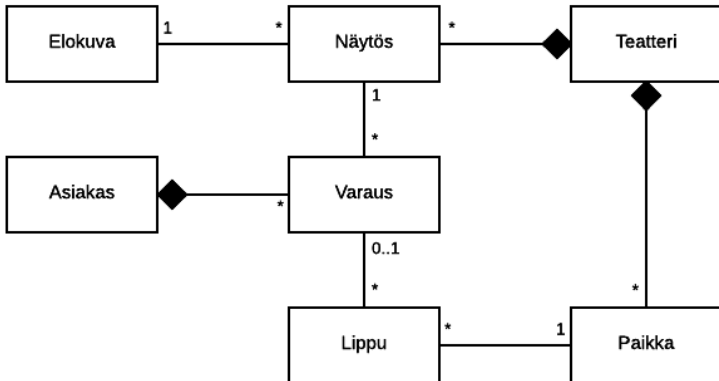 Elokuva 1 * Näytös * Teatteri
1
*
Asiakas * Varaus
0..1
* *
Lippu * 1 Paikka